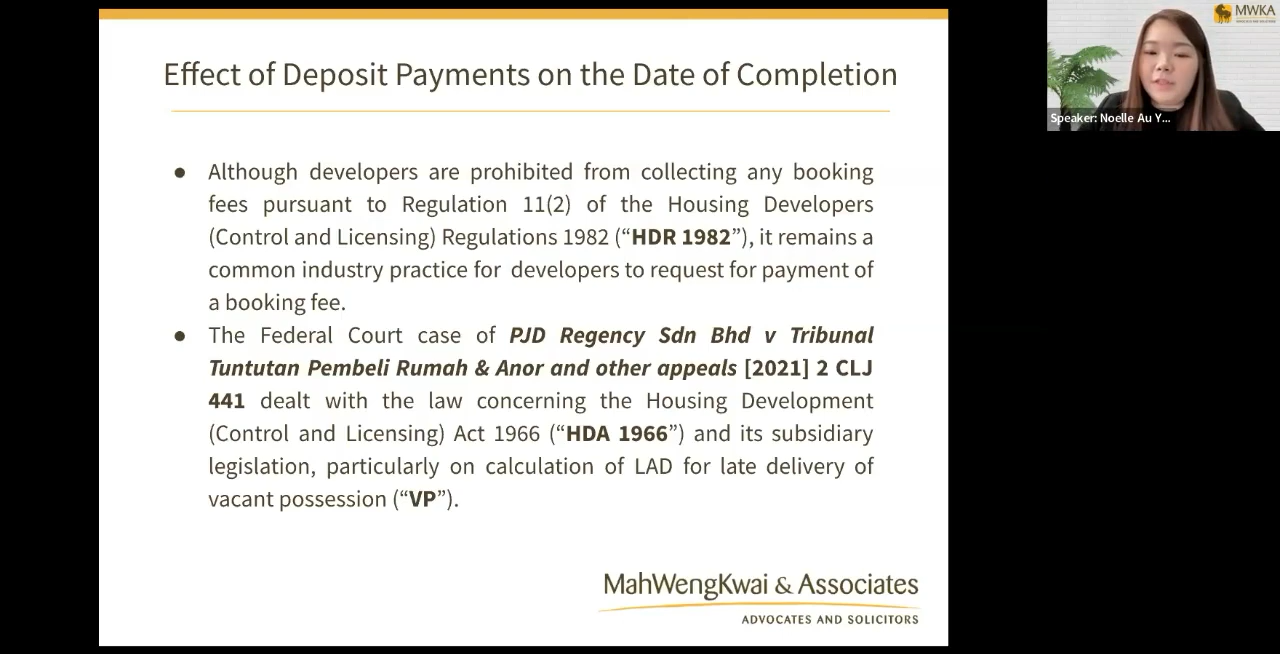 Effect of Deposit Payments on the Date of Completion
● Although developers are prohibited from collecting any booking
fees pursuant to Regulation 11(2) of the Housing Developers
(Control and Licensing) Regulations 1982 (“HDR 1982”), it remains a
common industry practice for developers to request for payment of
a booking fee.
● The Federal Court case of PJD Regency Sdn Bhd v Tribunal
Tuntutan Pembeli Rumah & Anor and other appeals [2021] 2 CLJ
441 dealt with the law concerning the Housing Development
(Control and Licensing) Act 1966 (“HDA 1966”) and its subsidiary
legislation, particularly on calculation of LAD for late delivery of
vacant possession (“VP”).
MahWengKwai & Associates
ADVOCATES AND SOLICITORS
MWKA
Speaker: Noelle Au Y...